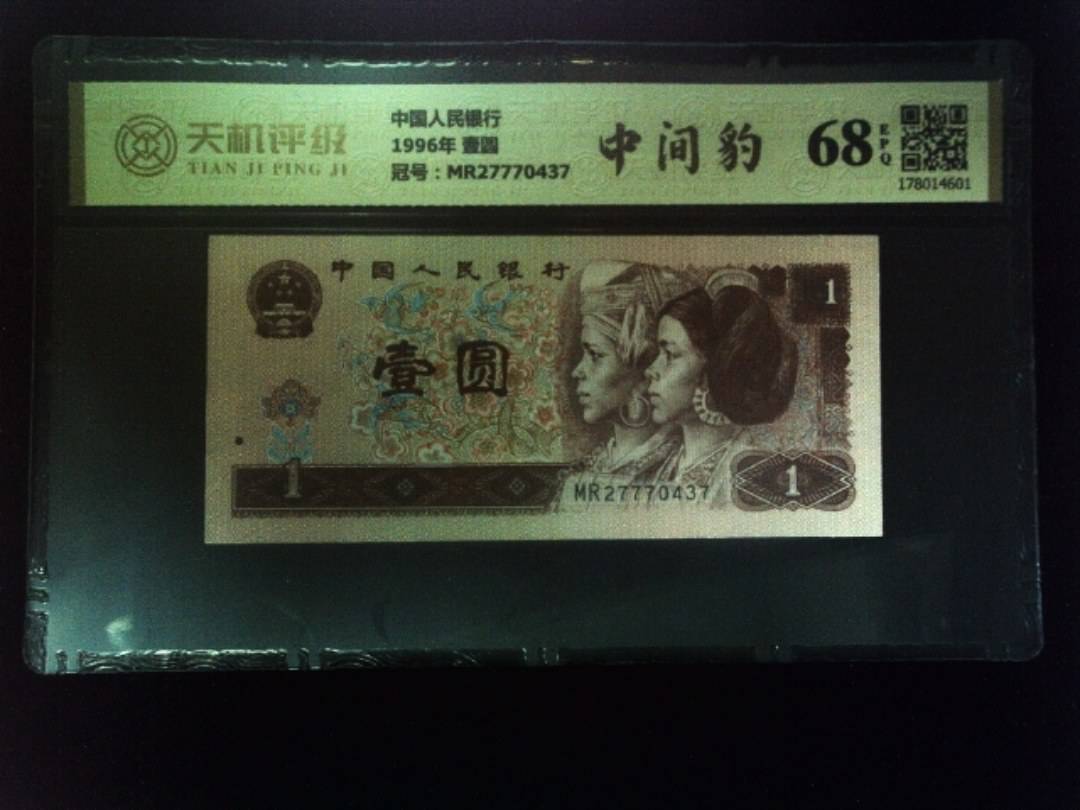 天机评级
TIAN JI PING JI
中国人民银行
1996年 壹圆
冠号：MR27770437
中间豹
68
EPQ
178014601
中国人民银行
1
壹圆
1
MR27770437
1